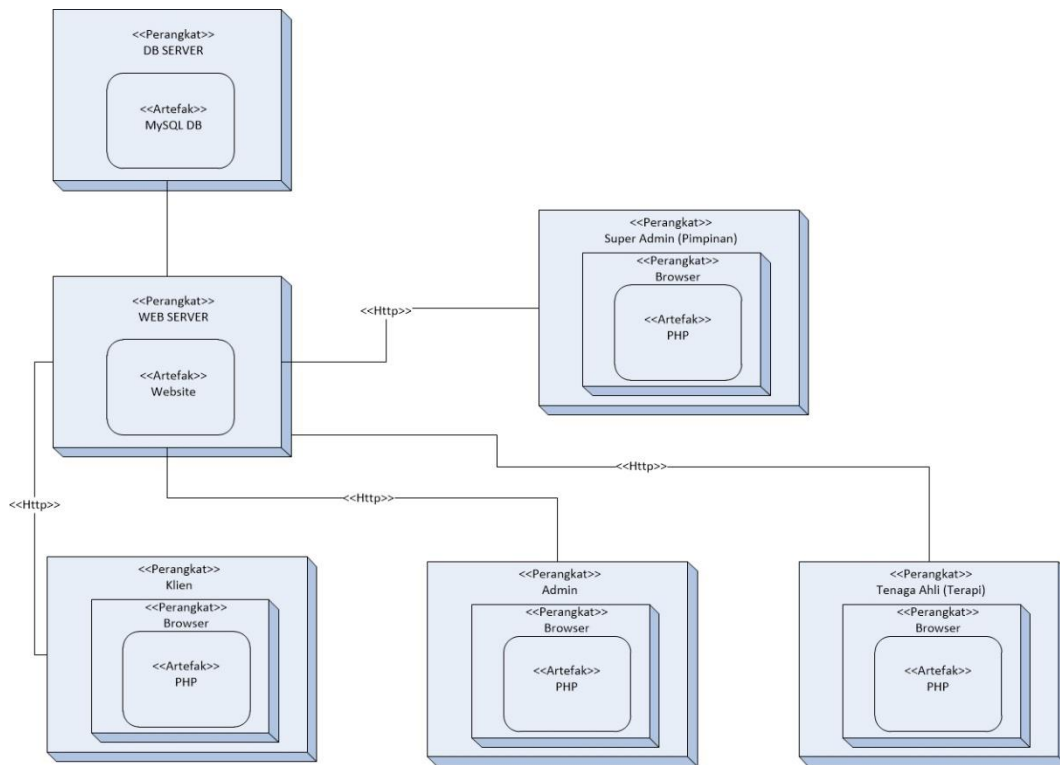 <<Perangkat>>
DB SERVER
<<Artefak>>
MySQL DB
<<Perangkat>>
WEB SERVER
<<Artefak>>
Website
<<Http>>
<<Perangkat>>
Super Admin (Pimpinan)
<<Perangkat>>
Browser
<<Artefak>>
PHP
<<Http>>
<<Http>>
<<Http>>
<<Perangkat>>
Klien
<<Perangkat>>
Browser
<<Artefak>>
PHP
<<Perangkat>>
Admin
<<Perangkat>>
Browser
<<Artefak>>
PHP
<<Perangkat>>
Tenaga Ahli (Terapi)
<<Perangkat>>
Browser
<<Artefak>>
PHP